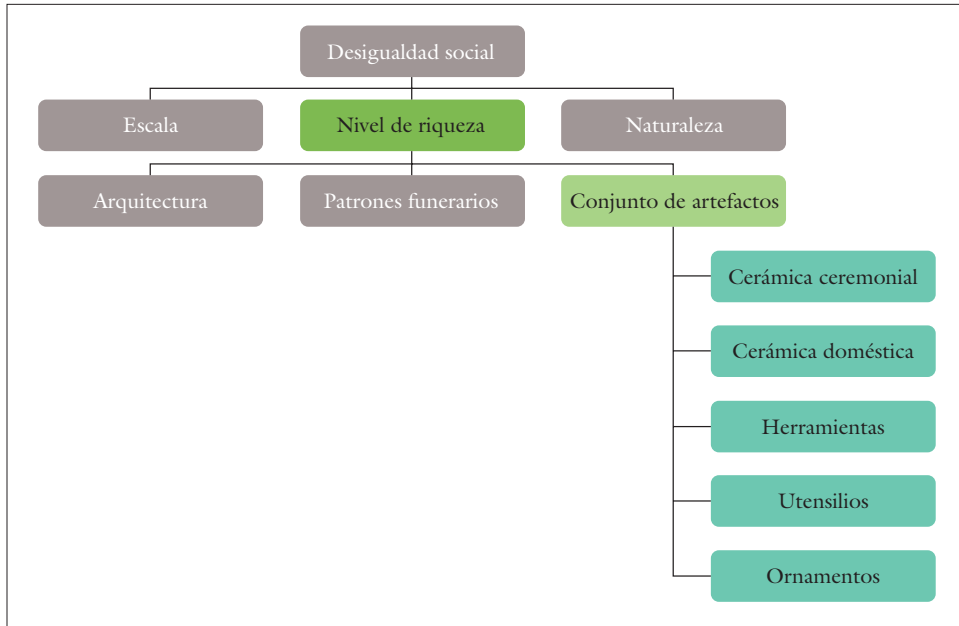 Desigualdad social
Escala
Nivel de riqueza
Naturaleza
Arquitectura
Patrones funerarios
Conjunto de artefactos
Cerámica ceremonial
Cerámica doméstica
Herramientas
Utensilios
Ornamentos